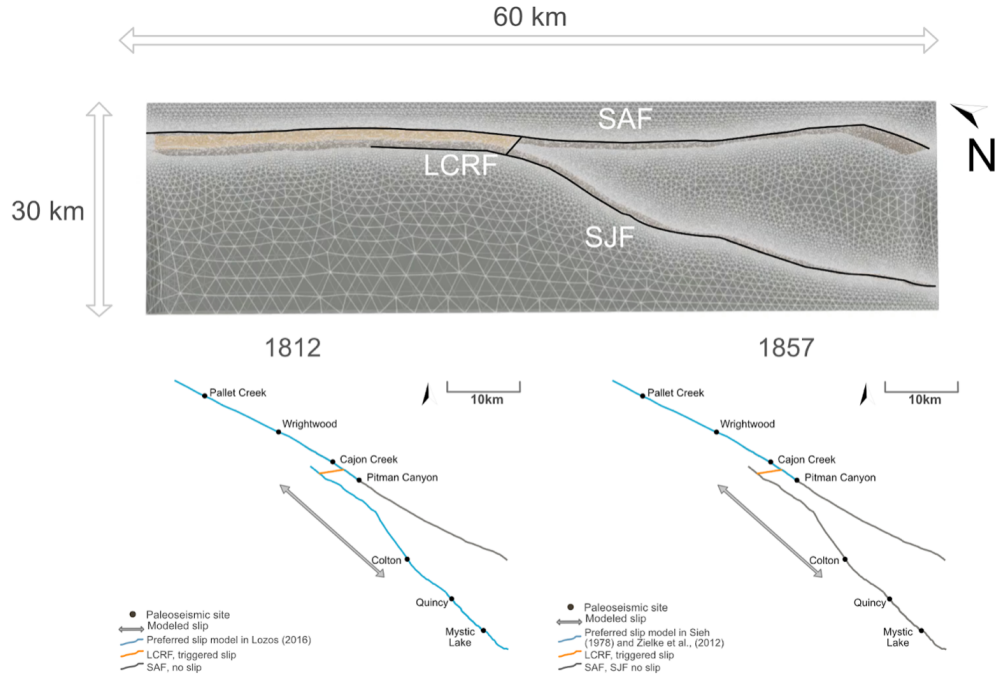 60 km
SAF
N
LCRF
30 km
SJF
1812
1857
Pallet Creek
10km
Wrightwood
Cajon Creek
Pitman Canyon
Colton
Quincy
Mystic
Lake
Paleoseismic site
Modeled slip
Preferred slip model in Lozos (2016)
LCRF, triggered slip
SAF, no slip
Pallet Creek
10km
Wrightwood
Cajon Creek
Pitman Canyon
Colton
Quincy
Mystic
Lake
Paleoseismic site
Modeled slip
Preferred slip model in Sieh
(1978) and Zielke et al., (2012)
LCRF, triggered slip
SAF, SJF no slip